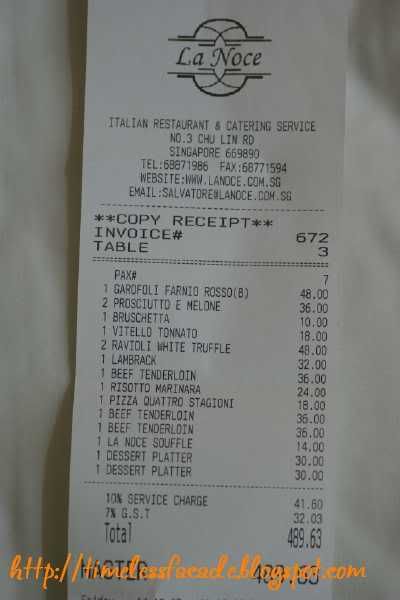 La Noce
ITALIAN RESTAURANT & CATERING SERVICE
NO.3 CHU LIN RD
SINGAPORE 669890
TEL:68871986 FAX:68771594
WEBSITE:WWW.LANOCE.COM.SG
EMAIL:SALVATORE@LANOCE.COM.SG
**COPY RECEIPT**
INVOICE# 672
TABLE 3
PAX# 7
1 GAROFOLI FARNIO ROSSO(B) 48.00
2 PROSCIUTTO E MELONE 36.00
1 BRUSCHETTA 10.00
1 VITELLO TONNATO 18.00
2 RAVIOLI WHITE TRUFFLE 48.00
1 LAMBRACK 32.00
1 BEEF TENDERLOIN 36.00
1 RISOTTO MARINARA 24.00
1 PIZZA QUATTRO STAGIONI 18.00
1 BEEF TENDERLOIN 36.00
1 BEEF TENDERLOIN 36.00
1 LA NOCE SOUFFLE 14.00
1 DESSERT PLATTER 30.00
1 DESSERT PLATTER 30.00
10% SERVICE CHARGE 41.60
7% G.S.T 32.03
Total 489.63
MASTER 489.63
http://timelessfacade.blogspot.com
Friday